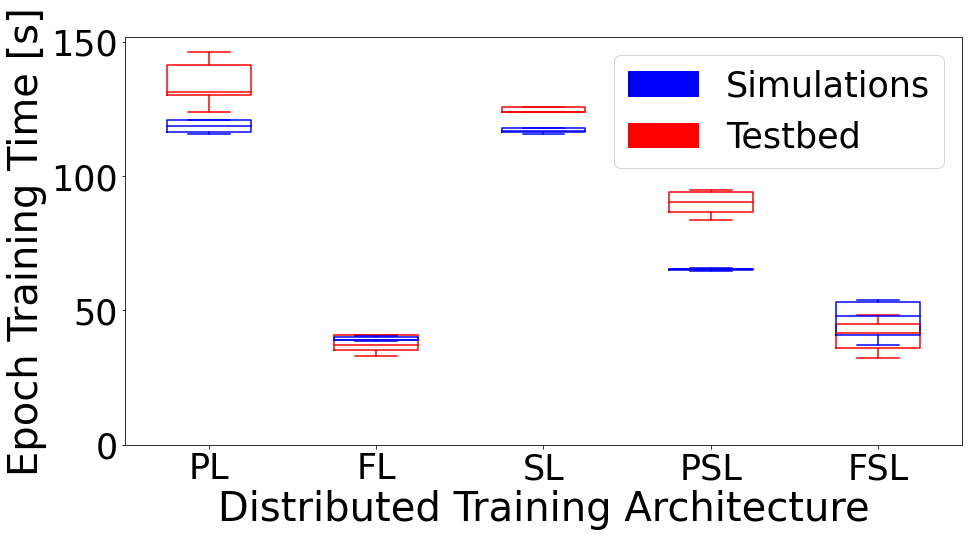 Epoch Training Time [s]
150
100
50
0
Simulations
Testbed
PL FL SL PSL FSL
Distributed Training Architecture